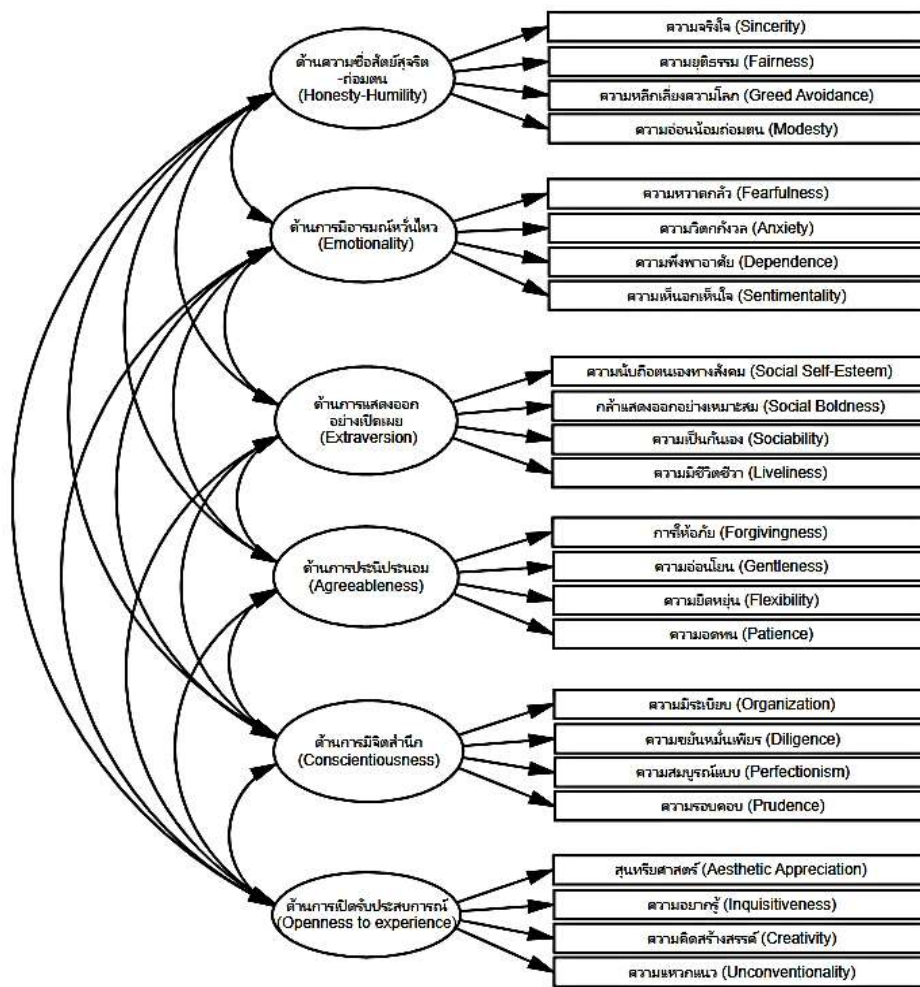 ด้านความซื่อสัตย์สุจริต
-ถ่อมตน
(Honesty-Humility)
ความจริงใจ (Sincerity)
ความยุติธรรม (Fairness)
ความหลีกเลี่ยงความโลภ (Greed Avoidance)
ความอ่อนน้อมถ่อมตน (Modesty)
ด้านการมีอารมณ์หวั่นไหว
(Emotionality)
ความหวาดกลัว (Fearfulness)
ความวิตกกังวล (Anxiety)
ความพึ่งพาอาศัย (Dependence)
ความเห็นอกเห็นใจ (Sentimentality)
ด้านการแสดงออก
อย่างเปิดเผย
(Extraversion)
ความนับถือตนเองทางสังคม (Social Self-Esteem)
กล้าแสดงออกอย่างเหมาะสม (Social Boldness)
ความเป็นกันเอง (Sociability)
ความมีชีวิตชีวา (Liveliness)
ด้านการประนีประนอม
(Agreeableness)
การให้อภัย (Forgivingness)
ความอ่อนโยน (Gentleness)
ความยืดหยุ่น (Flexibility)
ความอดทน (Patience)
ด้านการมีจิตสำนึก
(Conscientiousness)
ความมีระเบียบ (Organization)
ความขยันหมั่นเพียร (Diligence)
ความสมบูรณ์แบบ (Perfectionism)
ความรอบคอบ (Prudence)
ด้านการเปิดรับประสบการณ์
(Openness to experience)
สุนทรียศาสตร์ (Aesthetic Appreciation)
ความอยากรู้ (Inquisitiveness)
ความคิดสร้างสรรค์ (Creativity)
ความแหวกแนว (Unconventionality)